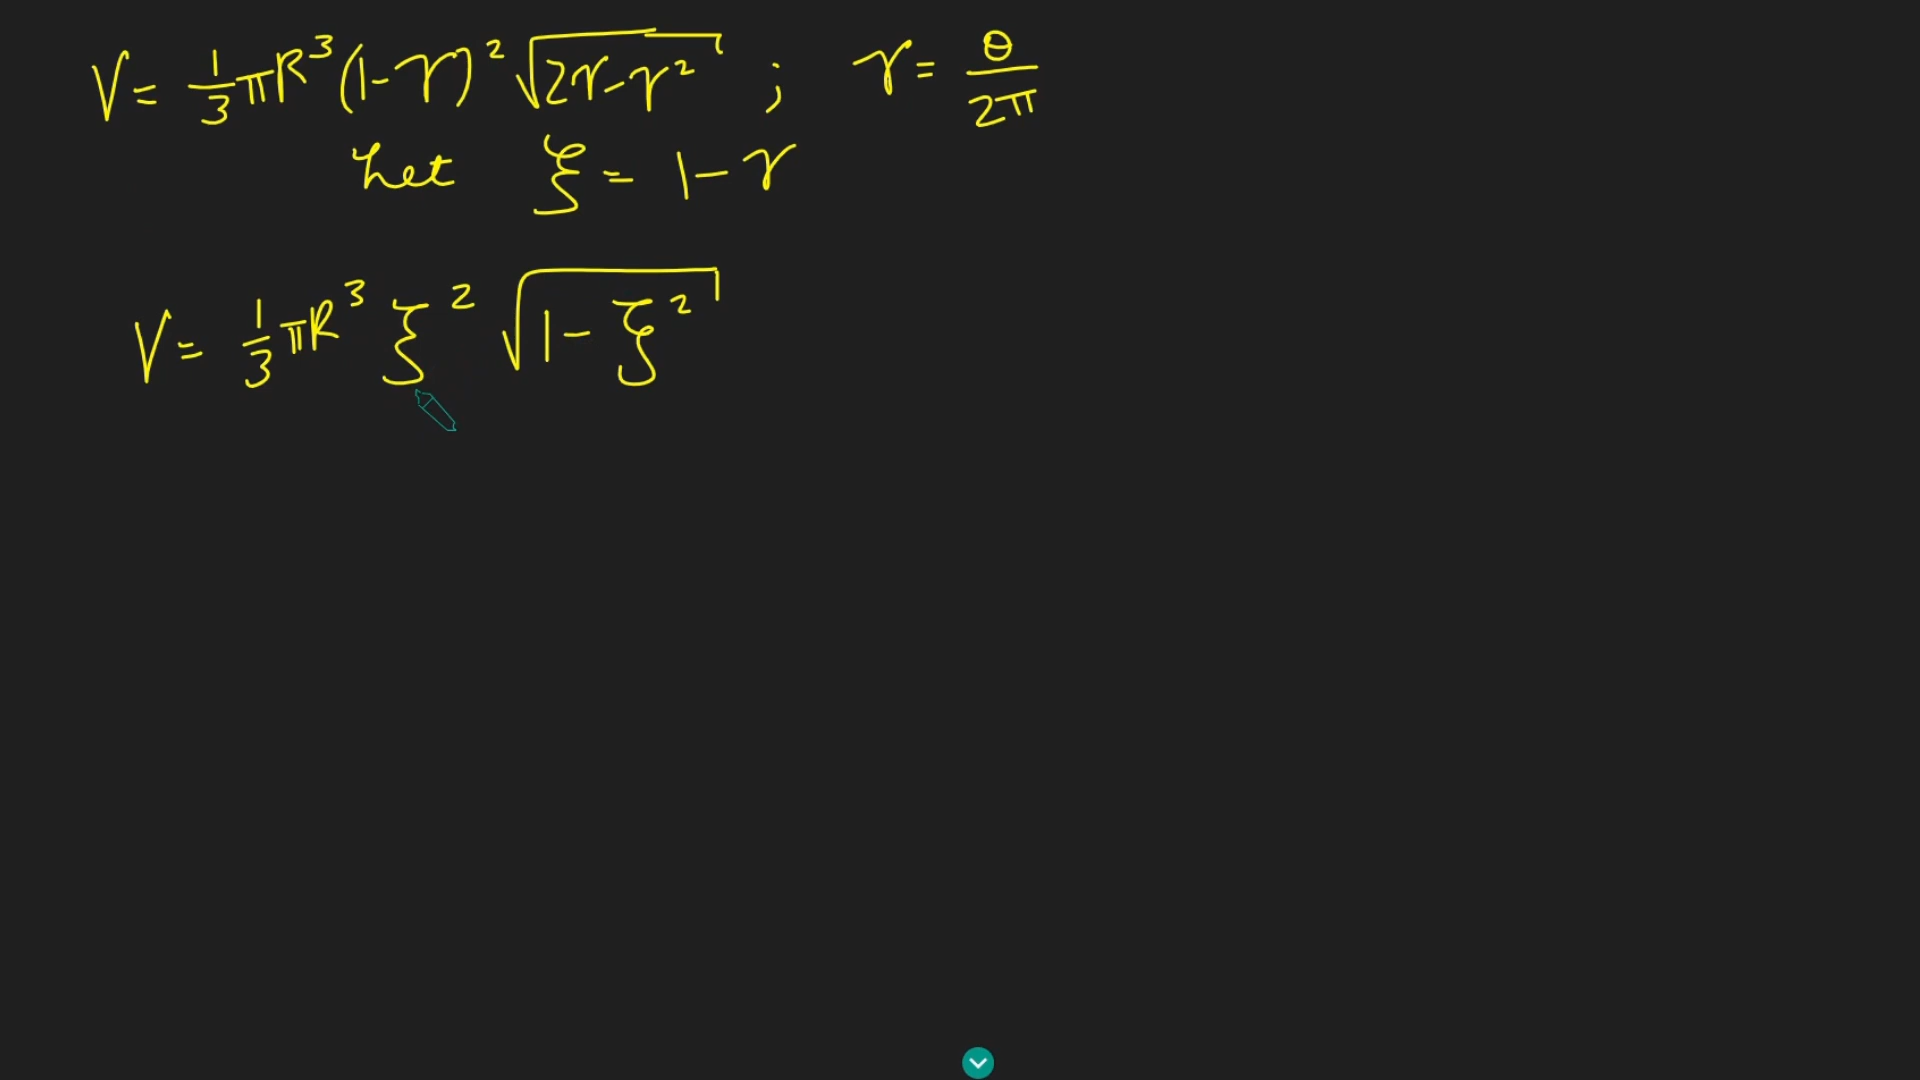 V = 1/3 πR³ (1-γ)² √(2γ-γ²) ; γ = θ/2π
Let ξ = 1-γ
V = 1/3 πR³ ξ² √(1-ξ²)